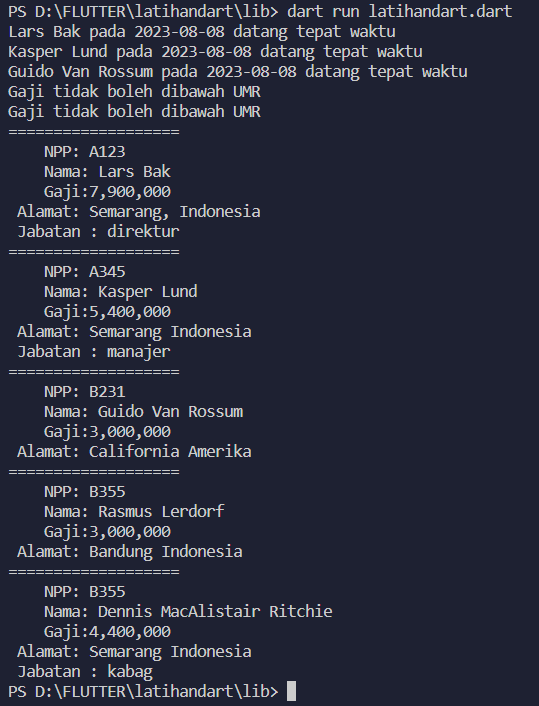 PS D:\FLUTTER\latihandart\lib> dart run latihandart.dart
Lars Bak pada 2023-08-08 datang tepat waktu
Kasper Lund pada 2023-08-08 datang tepat waktu
Guido Van Rossum pada 2023-08-08 datang tepat waktu
Gaji tidak boleh dibawah UMR
Gaji tidak boleh dibawah UMR
===================
    NPP: A123
    Nama: Lars Bak
    Gaji:7,900,000
 Alamat: Semarang, Indonesia
 Jabatan : direktur
===================
    NPP: A345
    Nama: Kasper Lund
    Gaji:5,400,000
 Alamat: Semarang Indonesia
 Jabatan : manajer
===================
    NPP: B231
    Nama: Guido Van Rossum
    Gaji:3,000,000
 Alamat: California Amerika
===================
    NPP: B355
    Nama: Rasmus Lerdorf
    Gaji:3,000,000
 Alamat: Bandung Indonesia
===================
    NPP: B355
    Nama: Dennis MacAlistair Ritchie
    Gaji:4,400,000
 Alamat: Semarang Indonesia
 Jabatan : kabag
PS D:\FLUTTER\latihandart\lib>